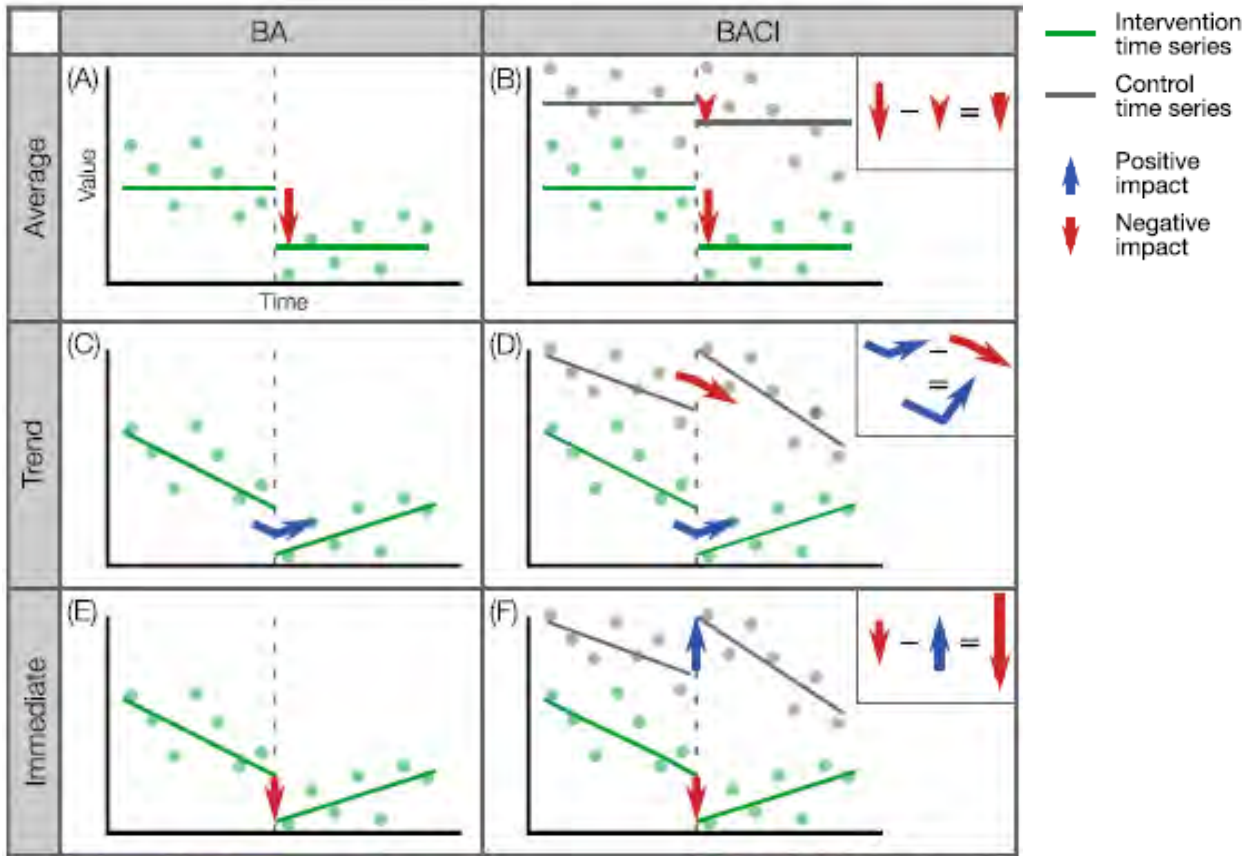 BA
BACI
Intervention
time series
Control
time series
Positive
impact
Negative
impact
Average
(A)
Value
Time
(B)
– =
Trend
(C)
(D)
–
=
Immediate
(E)
(F)
– =